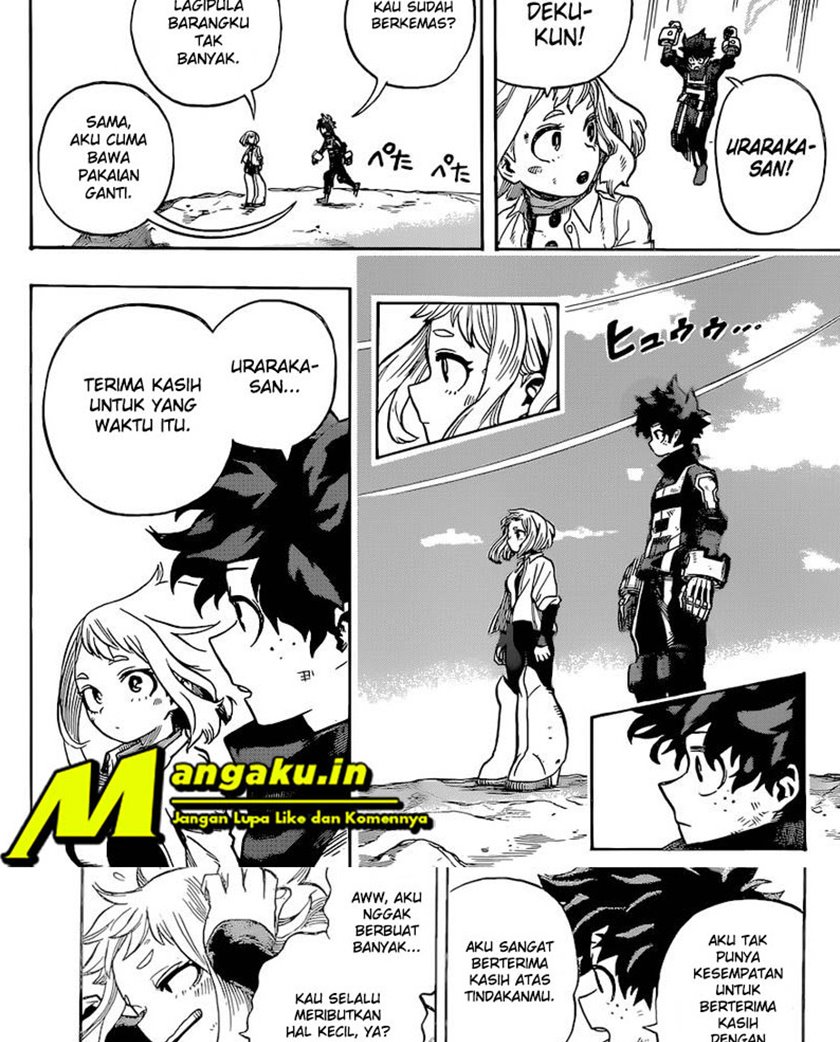 DEKU-
KUN!
URARAKA-
SAN!
KAU SUDAH
BERKEMAS?
LAGIPULA
BARANGKU
TAK
BANYAK.
SAMA,
AKU CUMA
BAWA
PAKAIAN
GANTI.
ぺた
ぺた
ヒュウゥ…
URARAKA-
SAN...
TERIMA KASIH
UNTUK YANG
WAKTU ITU.
Mangaku.in
Jangan Lupa Like dan Komennya
AKU TAK
PUNYA
KESEMPATAN
UNTUK
BERTERIMA
KASIH
DENGAN
AKU SANGAT
BERTERIMA
KASIH ATAS
TINDAKANMU.
AWW, AKU
NGGAK
BERBUAT
BANYAK...
KAU SELALU
MERIBUTKAN
HAL KECIL, YA?